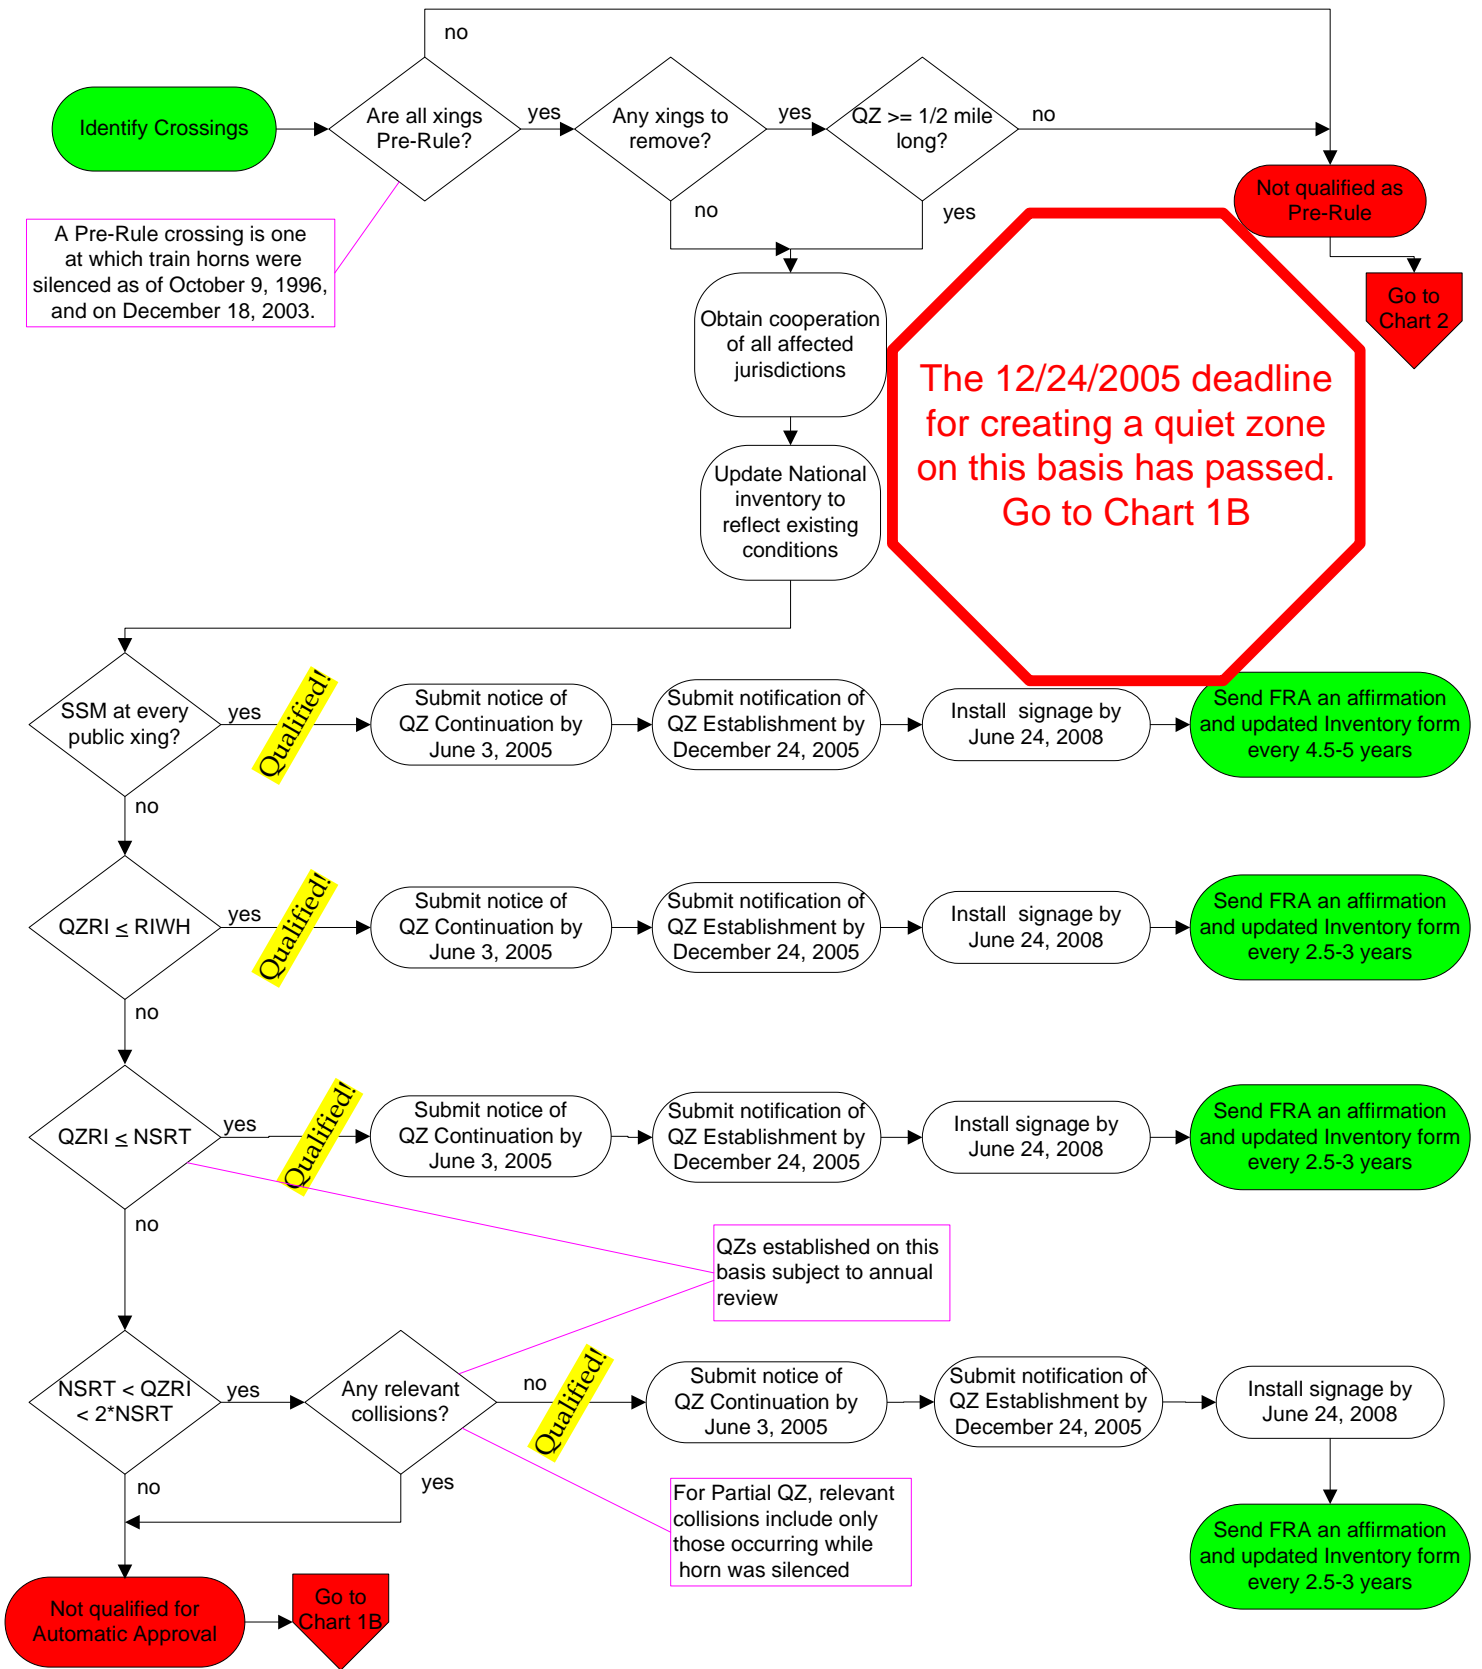 no
Identify Crossings
Are all xings
Pre-Rule?
yes
Any xings to
remove?
yes
QZ >= 1/2 mile
long?
no
Not qualified as
Pre-Rule
no
yes
A Pre-Rule crossing is one
at which train horns were
silenced as of October 9, 1996,
and on December 18, 2003.
Go to
Chart 2
Obtain cooperation
of all affected
jurisdictions
The 12/24/2005 deadline
for creating a quiet zone
on this basis has passed.
Go to Chart 1B
Update National
inventory to
reflect existing
conditions
SSM at every
public xing?
yes
Qualified!
Submit notice of
QZ Continuation by
June 3, 2005
Submit notification of
QZ Establishment by
December 24, 2005
Install signage by
June 24, 2008
Send FRA an affirmation
and updated Inventory form
every 4.5-5 years
no
QZRI ≤ RIWH
yes
Qualified!
Submit notice of
QZ Continuation by
June 3, 2005
Submit notification of
QZ Establishment by
December 24, 2005
Install signage by
June 24, 2008
Send FRA an affirmation
and updated Inventory form
every 2.5-3 years
no
QZRI ≤ NSRT
yes
Qualified!
Submit notice of
QZ Continuation by
June 3, 2005
Submit notification of
QZ Establishment by
December 24, 2005
Install signage by
June 24, 2008
Send FRA an affirmation
and updated Inventory form
every 2.5-3 years
no
QZs established on this
basis subject to annual
review
NSRT < QZRI
< 2*NSRT
yes
Any relevant
collisions?
no
Qualified!
Submit notice of
QZ Continuation by
June 3, 2005
Submit notification of
QZ Establishment by
December 24, 2005
Install signage by
June 24, 2008
no
yes
For Partial QZ, relevant
collisions include only
those occurring while
horn was silenced
Send FRA an affirmation
and updated Inventory form
every 2.5-3 years
Not qualified for
Automatic Approval
Go to
Chart 1B